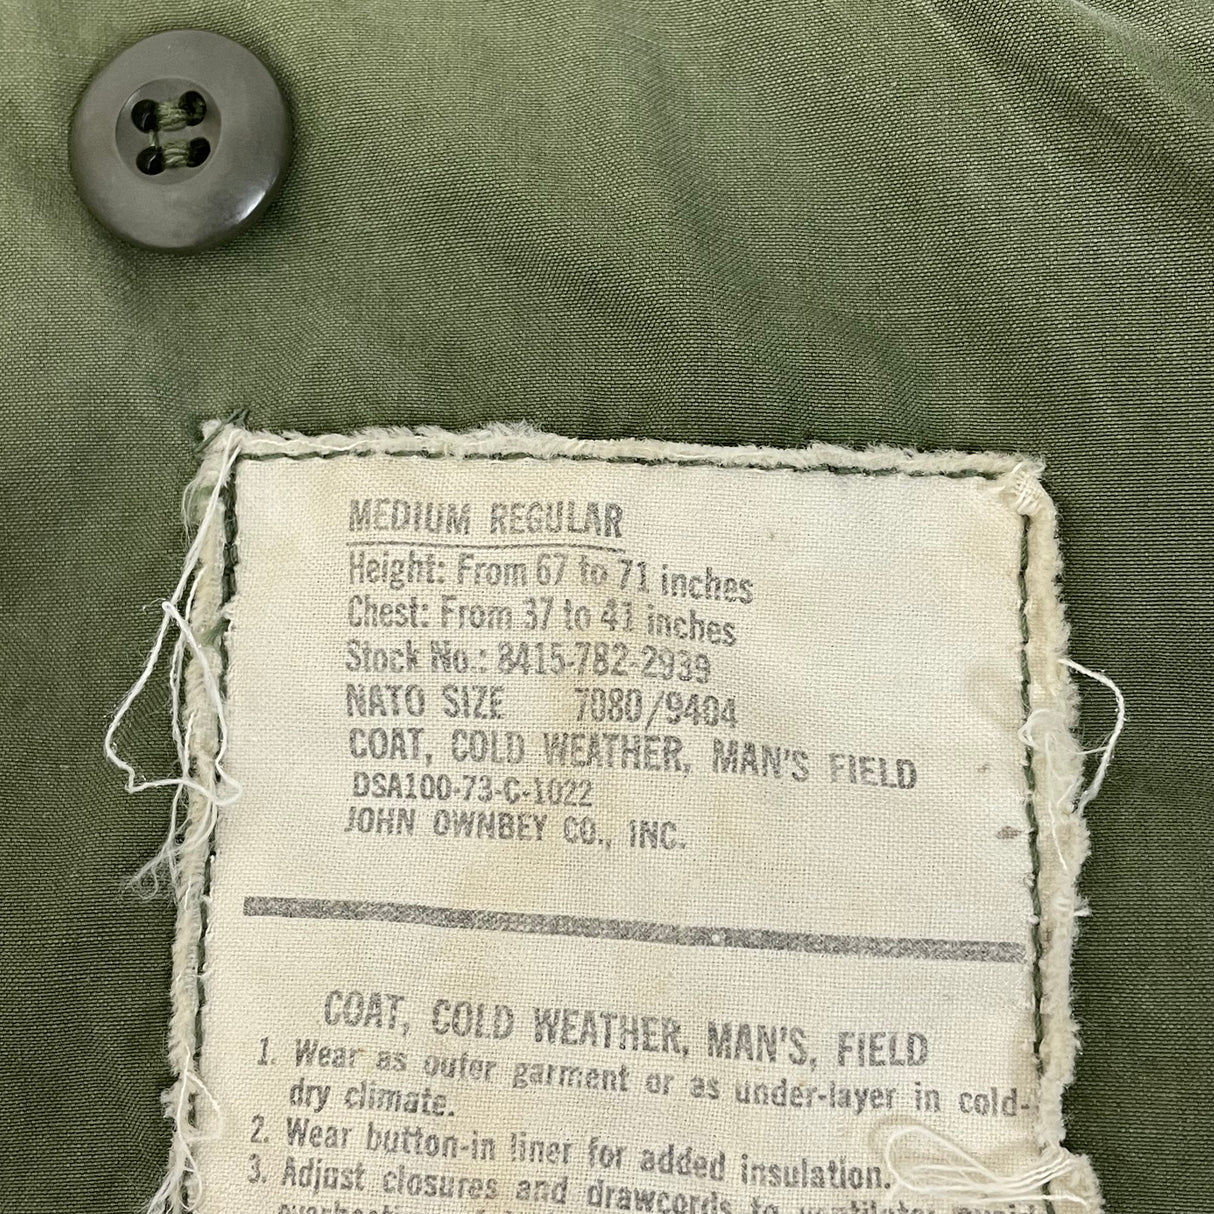 MEDIUM REGULAR
Height: From 67 to 71 inches
Chest: From 37 to 41 inches
Stock No.: 8415-782-2939
NATO SIZE 7080/9404
COAT, COLD WEATHER, MAN'S FIELD
DSA100-73-C-1022
JOHN OWNBEY CO., INC.
COAT, COLD WEATHER, MAN'S, FIELD
1. Wear as outer garment or as under-layer in cold-
dry climate.
2. Wear button-in liner for added insulation.
3. Adjust closures and drawcords to ventilate